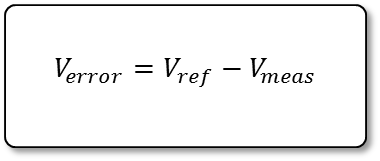 V_error = V_ref − V_meas